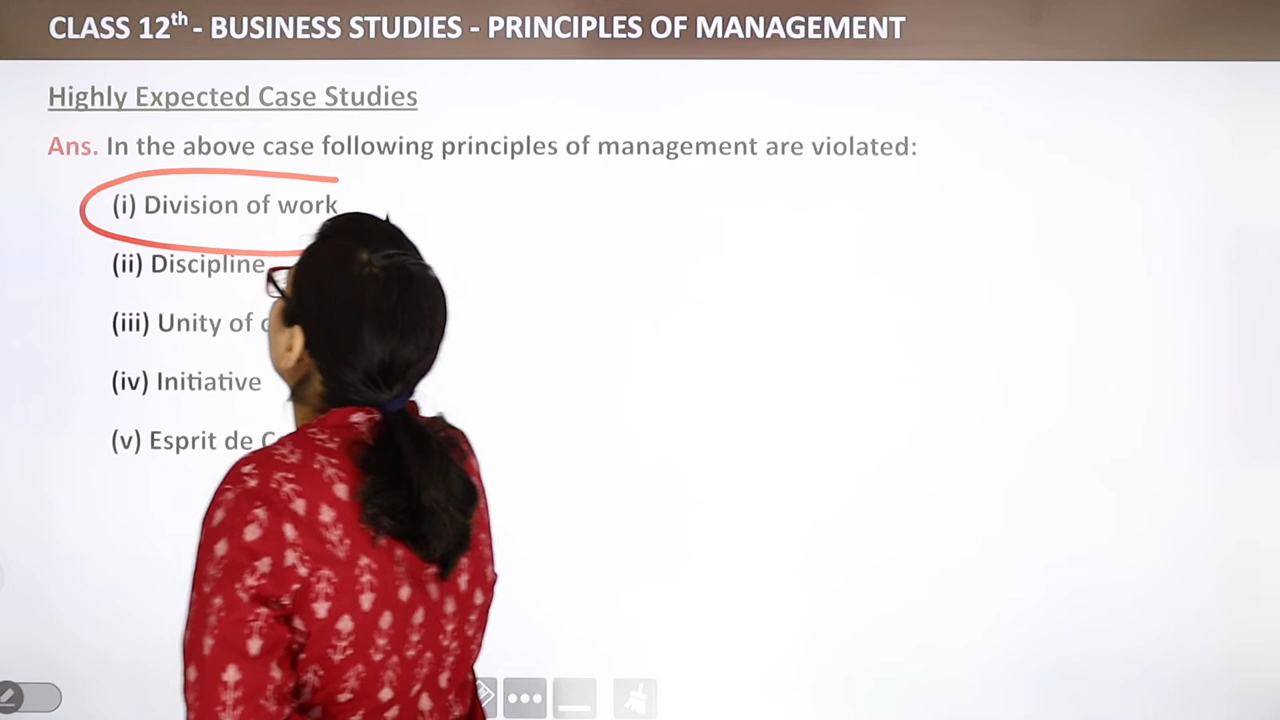 CLASS 12th - BUSINESS STUDIES - PRINCIPLES OF MANAGEMENT
Highly Expected Case Studies
Ans. In the above case following principles of management are violated:
(i) Division of work
(ii) Discipline
(iii) Unity of
(iv) Initiative
(v) Esprit de